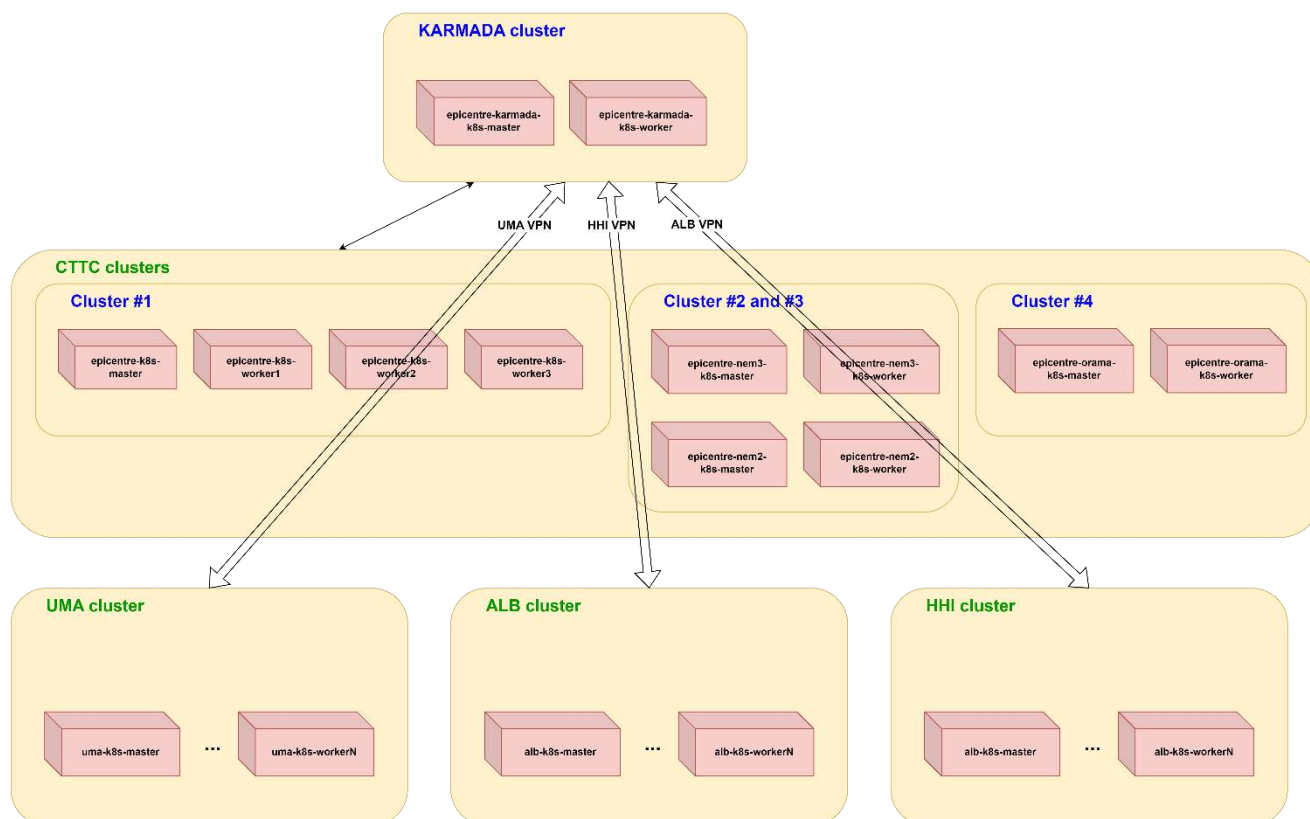 KARMADA cluster
epicentre-karmada-
k8s-master
epicentre-karmada-
k8s-worker
UMA VPN
HHI VPN
ALB VPN
CTTC clusters
Cluster #1
epicentre-k8s-
master
epicentre-k8s-
worker1
epicentre-k8s-
worker2
epicentre-k8s-
worker3
Cluster #2 and #3
epicentre-nem3-
k8s-master
epicentre-nem3-
k8s-worker
epicentre-nem2-
k8s-master
epicentre-nem2-
k8s-worker
Cluster #4
epicentre-orama-
k8s-master
epicentre-orama-
k8s-worker
UMA cluster
uma-k8s-master
...
uma-k8s-workerN
ALB cluster
alb-k8s-master
...
alb-k8s-workerN
HHI cluster
alb-k8s-master
...
alb-k8s-workerN